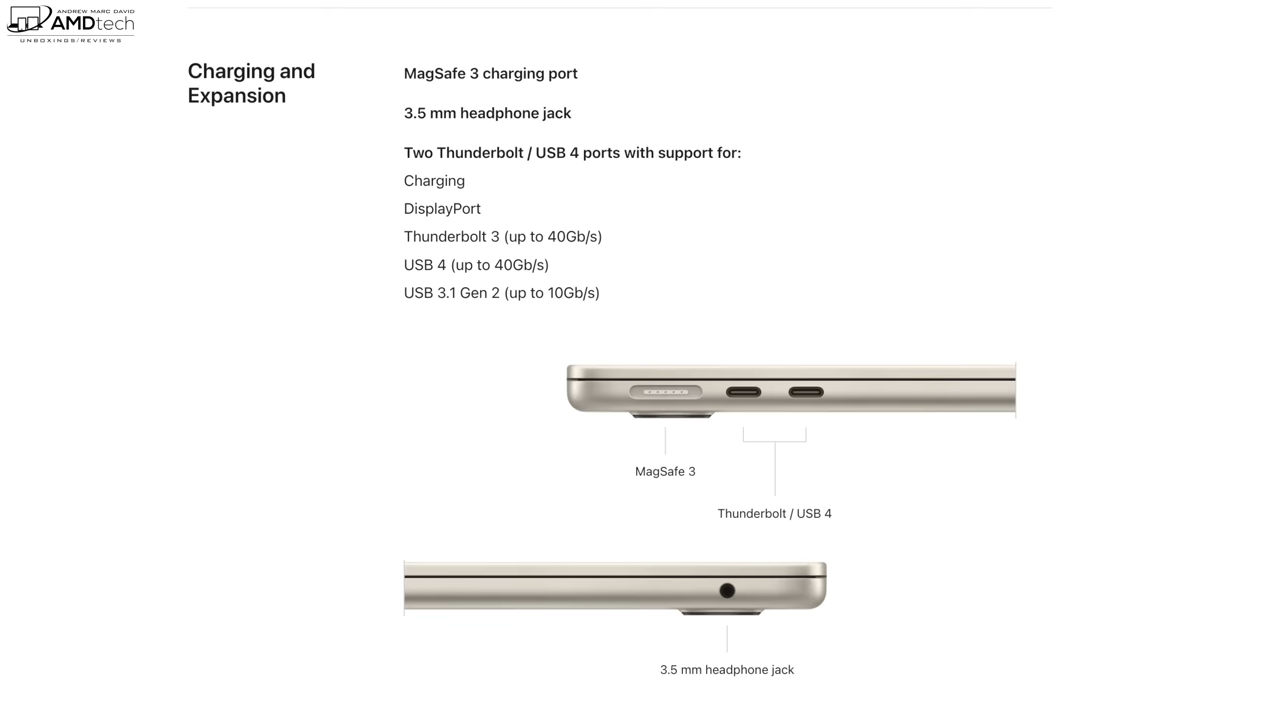 ANDREW MARC DAVID
AMDtech
UNBOXINGS/REVIEWS
Charging and
Expansion
MagSafe 3 charging port
3.5 mm headphone jack
Two Thunderbolt / USB 4 ports with support for:
Charging
DisplayPort
Thunderbolt 3 (up to 40Gb/s)
USB 4 (up to 40Gb/s)
USB 3.1 Gen 2 (up to 10Gb/s)
MagSafe 3
Thunderbolt / USB 4
3.5 mm headphone jack